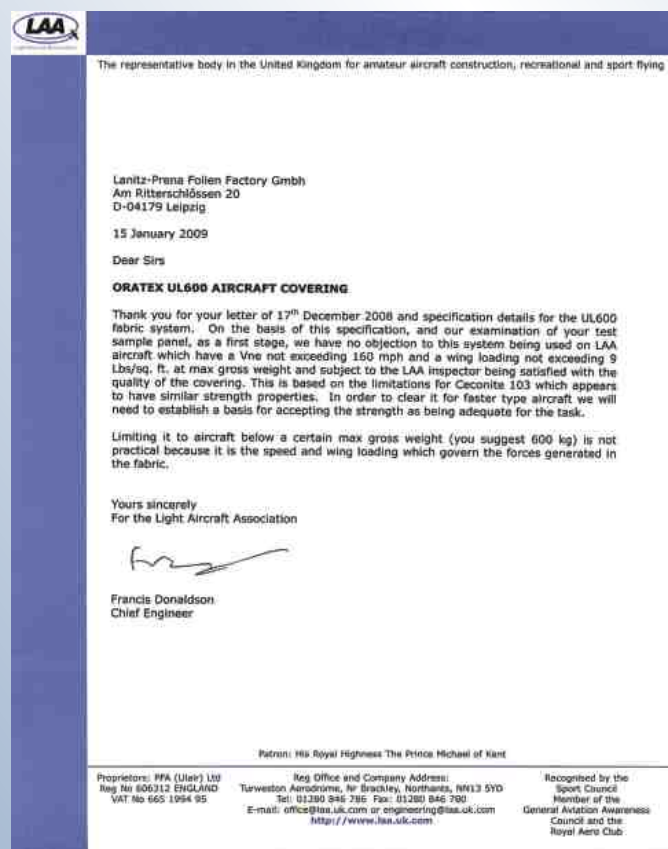 LAA
The representative body in the United Kingdom for amateur aircraft construction, recreational and sport flying
Lanitz-Prena Folien Factory Gmbh
Am Ritterschlössen 20
D-04179 Leipzig
15 January 2009
Dear Sirs
ORATEX UL600 AIRCRAFT COVERING
Thank you for your letter of 17th December 2008 and specification details for the UL600
fabric system. On the basis of this specification, and our examination of your test
sample panel, as a first stage, we have no objection to this system being used on LAA
aircraft which have a Vne not exceeding 160 mph and a wing loading not exceeding 9
Lbs/sq. ft. at max gross weight and subject to the LAA inspector being satisfied with the
quality of the covering. This is based on the limitations for Ceconite 103 which appears
to have similar strength properties. In order to clear it for faster type aircraft we will
need to establish a basis for accepting the strength as being adequate for the task.
Limiting it to aircraft below a certain max gross weight (you suggest 600 kg) is not
practical because it is the speed and wing loading which govern the forces generated in
the fabric.
Yours sincerely
For the Light Aircraft Association
Francis Donaldson
Chief Engineer
Patron: His Royal Highness The Prince Michael of Kent
Proprietors: PFA (Ulair) Ltd
Reg No 606312 ENGLAND
VAT No 665 1994 95
Reg Office and Company Address:
Turweston Aerodrome, Nr Brackley, Northants, NN13 5YD
Tel: 01280 846 786 Fax: 01280 846 780
E-mail: office@laa.uk.com or engineering@laa.uk.com
http://www.laa.uk.com
Recognised by the
Sport Council
Member of the
General Aviation Awareness
Council and the
Royal Aero Club